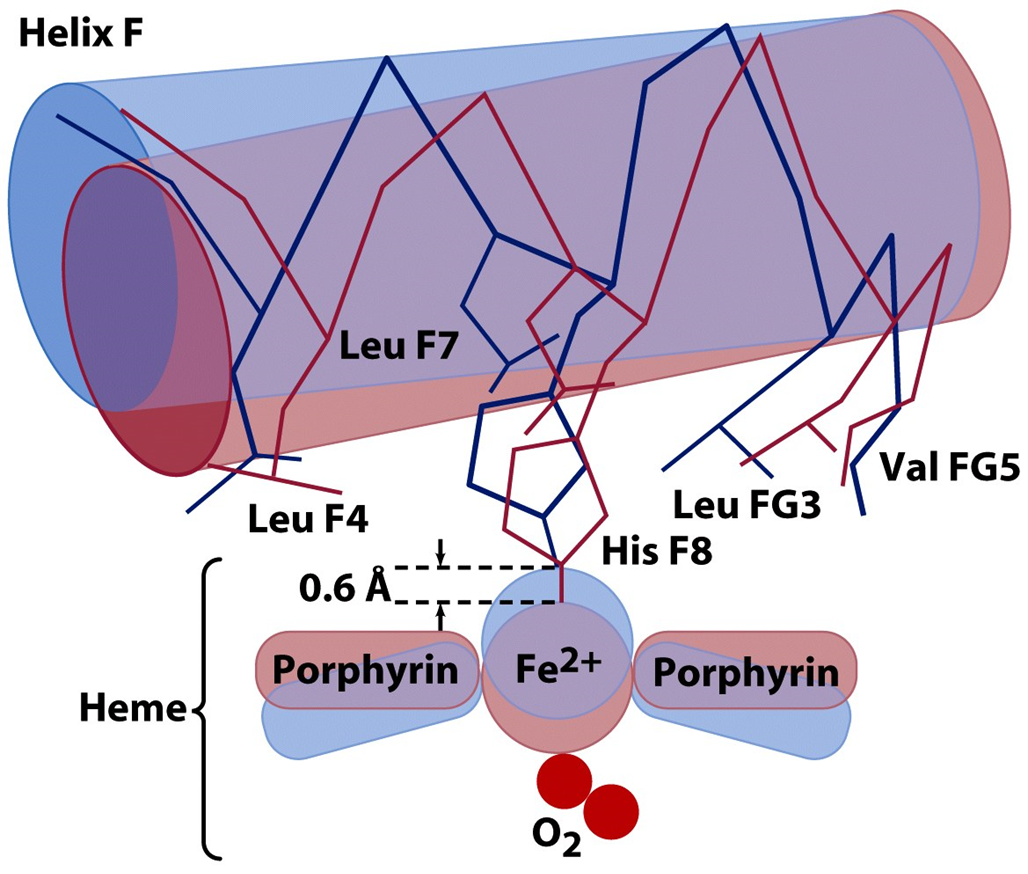 Helix F
Leu F7
Val FG5
Leu F4
Leu FG3
His F8
0.6 Å
Porphyrin
Fe²⁺
Porphyrin
Heme
O₂